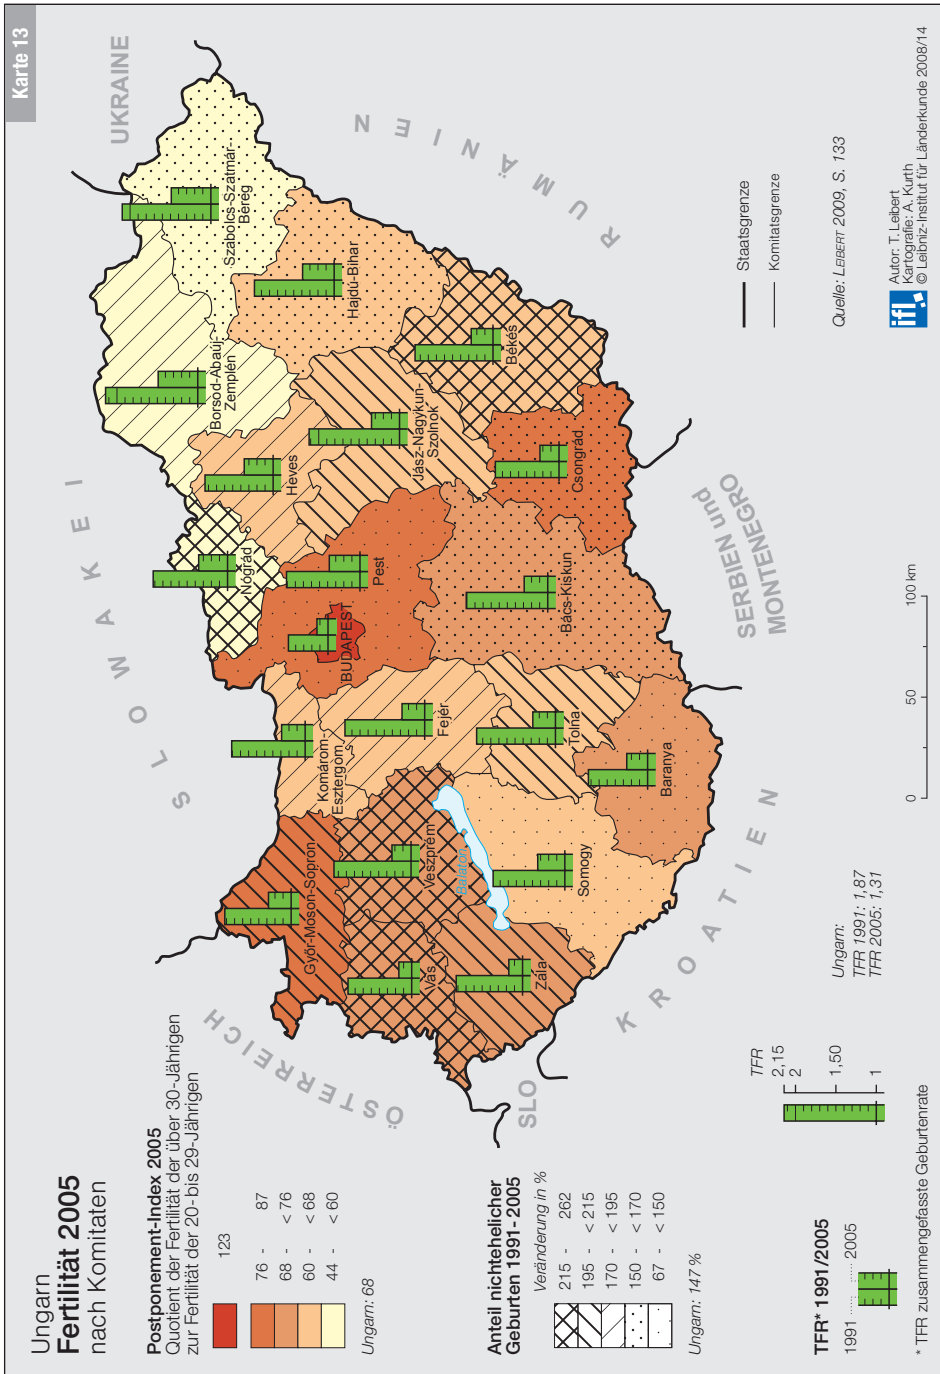 Karte 13
Ungarn
Fertilität 2005
nach Komitaten
Postponement-Index 2005
Quotient der Fertilität der über 30-Jährigen
zur Fertilität der 20- bis 29-Jährigen
123
76 - 87
68 - < 76
60 - < 68
44 - < 60
Ungarn: 68
Anteil nichtehelicher
Geburten 1991-2005
Veränderung in %
215 - 262
195 - < 215
170 - < 195
150 - < 170
67 - < 150
Ungarn: 147 %
TFR* 1991/2005
1991 2005
* TFR zusammengefasste Geburtenrate
TFR
2,15
2
1,50
1
Ungarn:
TFR 1991: 1,87
TFR 2005: 1,31
0 50 100 km
SLOWAKEI
UKRAINE
RUMÄNIEN
SERBIEN und
MONTENEGRO
KROATIEN
SLO
ÖSTERREICH
Győr-Moson-Sopron
Vas
Zala
Veszprém
Balaton
Somogy
Komárom-
Esztergom
Fejér
Tolna
Baranya
BUDAPEST
Pest
Nógrád
Bács-Kiskun
Heves
Jász-Nagykun-
Szolnok
Csongrád
Borsod-Abaúj-
Zemplén
Szabolcs-Szatmár-
Bereg
Hajdú-Bihar
Békés
Staatsgrenze
Komitatsgrenze
Quelle: LEIBERT 2009, S. 133
ifl
Autor: T. Leibert
Kartografie: A. Kurth
© Leibniz-Institut für Länderkunde 2008/14